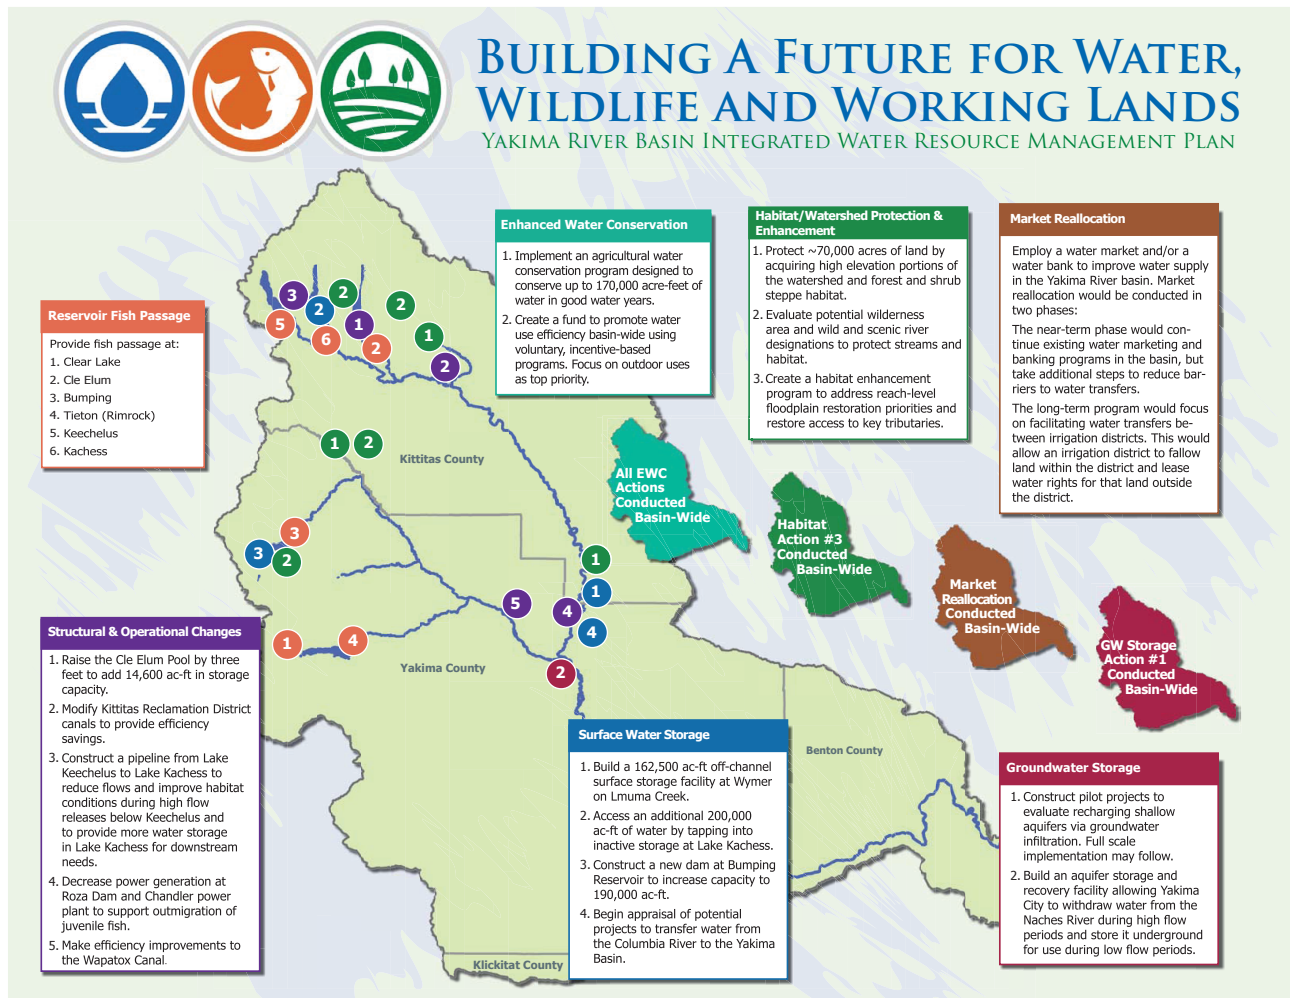 BUILDING A FUTURE FOR WATER,
WILDLIFE AND WORKING LANDS
YAKIMA RIVER BASIN INTEGRATED WATER RESOURCE MANAGEMENT PLAN
Reservoir Fish Passage
Provide fish passage at:
1. Clear Lake
2. Cle Elum
3. Bumping
4. Tieton (Rimrock)
5. Keechelus
6. Kachess
Enhanced Water Conservation
1. Implement an agricultural water
conservation program designed to
conserve up to 170,000 acre-feet of
water in good water years.
2. Create a fund to promote water
use efficiency basin-wide using
voluntary, incentive-based
programs. Focus on outdoor uses
as top priority.
Habitat/Watershed Protection &
Enhancement
1. Protect ~70,000 acres of land by
acquiring high elevation portions of
the watershed and forest and shrub
steppe habitat.
2. Evaluate potential wilderness
area and wild and scenic river
designations to protect streams and
habitat.
3. Create a habitat enhancement
program to address reach-level
floodplain restoration priorities and
restore access to key tributaries.
Market Reallocation
Employ a water market and/or a
water bank to improve water supply
in the Yakima River basin. Market
reallocation would be conducted in
two phases:
The near-term phase would con-
tinue existing water marketing and
banking programs in the basin, but
take additional steps to reduce bar-
riers to water transfers.
The long-term program would focus
on facilitating water transfers be-
tween irrigation districts. This would
allow an irrigation district to fallow
land within the district and lease
water rights for that land outside
the district.
3
2
2
2
5
1
1
6
2
2
1
2
Kittitas County
3
3
2
1
1
5
4
4
1
4
2
Yakima County
Benton County
Klickitat County
All EWC
Actions
Conducted
Basin-Wide
Habitat
Action #3
Conducted
Basin-Wide
Market
Reallocation
Conducted
Basin-Wide
GW Storage
Action #1
Conducted
Basin-Wide
Structural & Operational Changes
1. Raise the Cle Elum Pool by three
feet to add 14,600 ac-ft in storage
capacity.
2. Modify Kittitas Reclamation District
canals to provide efficiency
savings.
3. Construct a pipeline from Lake
Keechelus to Lake Kachess to
reduce flows and improve habitat
conditions during high flow
releases below Keechelus and
to provide more water storage
in Lake Kachess for downstream
needs.
4. Decrease power generation at
Roza Dam and Chandler power
plant to support outmigration of
juvenile fish.
5. Make efficiency improvements to
the Wapatox Canal.
Surface Water Storage
1. Build a 162,500 ac-ft off-channel
surface storage facility at Wymer
on Lmuma Creek.
2. Access an additional 200,000
ac-ft of water by tapping into
inactive storage at Lake Kachess.
3. Construct a new dam at Bumping
Reservoir to increase capacity to
190,000 ac-ft.
4. Begin appraisal of potential
projects to transfer water from
the Columbia River to the Yakima
Basin.
Groundwater Storage
1. Construct pilot projects to
evaluate recharging shallow
aquifers via groundwater
infiltration. Full scale
implementation may follow.
2. Build an aquifer storage and
recovery facility allowing Yakima
City to withdraw water from the
Naches River during high flow
periods and store it underground
for use during low flow periods.